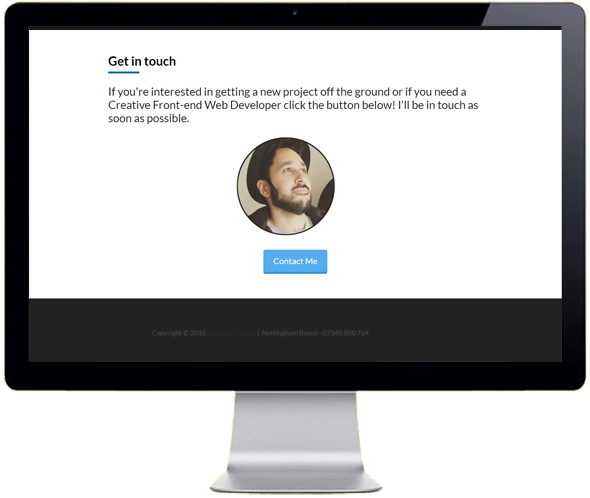 Get in touch
If you're interested in getting a new project off the ground or if you need a
Creative Front-end Web Developer click the button below! I'll be in touch as
soon as possible.
Contact Me
Copyright © 2016, | Nottingham Based - 07545 850 764